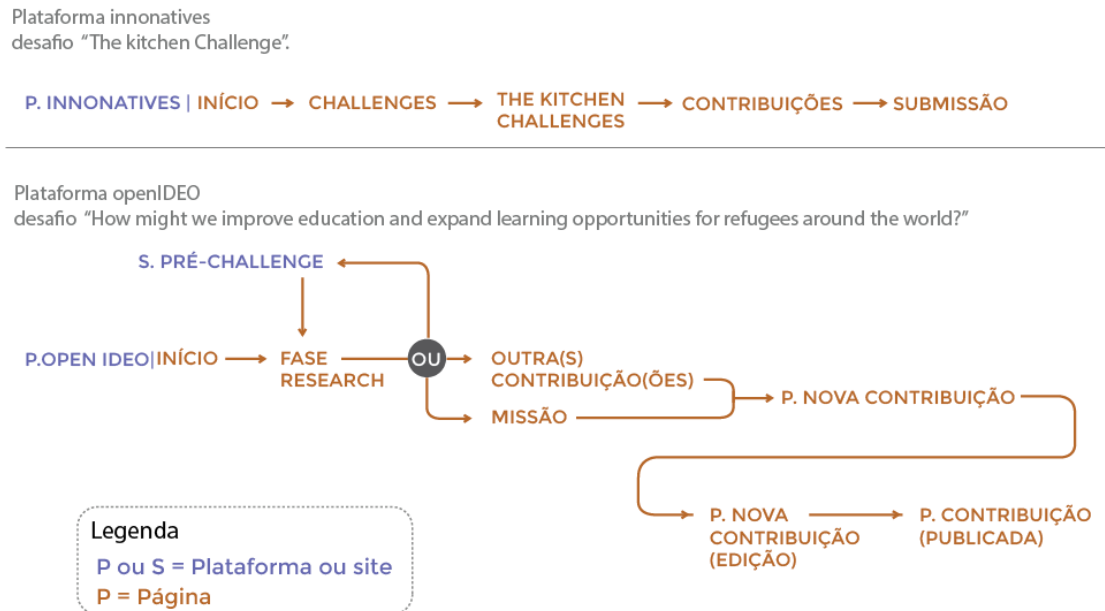 Plataforma innonatives
desafio “The kitchen Challenge”.
P. INNONATIVES | INÍCIO
CHALLENGES
THE KITCHEN
CHALLENGES
CONTRIBUIÇÕES
SUBMISSÃO
Plataforma openIDEO
desafio “How might we improve education and expand learning opportunities for refugees around the world?”
S. PRÉ-CHALLENGE
P.OPEN IDEO|INÍCIO
FASE
RESEARCH
OU
OUTRA(S)
CONTRIBUIÇÃO(ÕES)
MISSÃO
P. NOVA CONTRIBUIÇÃO
P. NOVA
CONTRIBUIÇÃO
(EDIÇÃO)
P. CONTRIBUIÇÃO
(PUBLICADA)
Legenda
P ou S = Plataforma ou site
P = Página